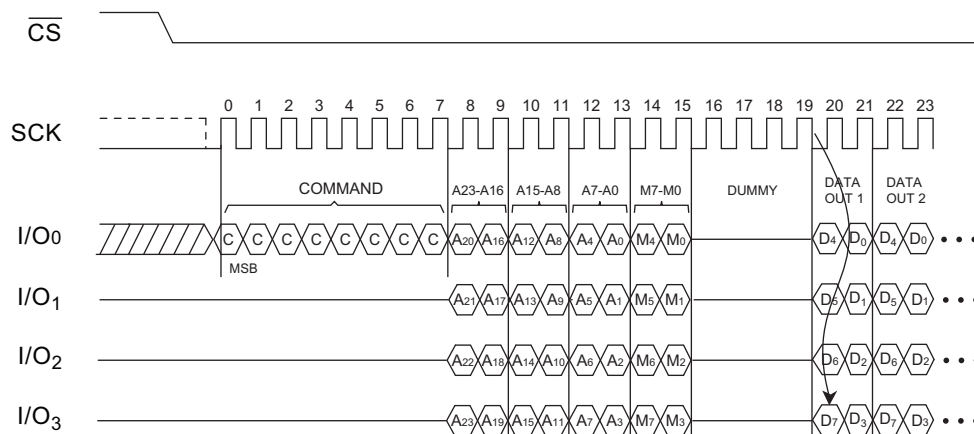 CS
0 1 2 3 4 5 6 7 8 9 10 11 12 13 14 15 16 17 18 19 20 21 22 23
SCK
COMMAND A23-A16 A15-A8 A7-A0 M7-M0 DUMMY DATA OUT 1 DATA OUT 2
I/O0 C C C C C C C C A20 A16 A12 A8 A4 A0 M4 M0 D4 D0 D4 D0
MSB
I/O1 A21 A17 A13 A9 A5 A1 M5 M1 D5 D1 D5 D1
I/O2 A22 A18 A14 A10 A6 A2 M6 M2 D6 D2 D6 D2
I/O3 A23 A19 A15 A11 A7 A3 M7 M3 D7 D3 D7 D3